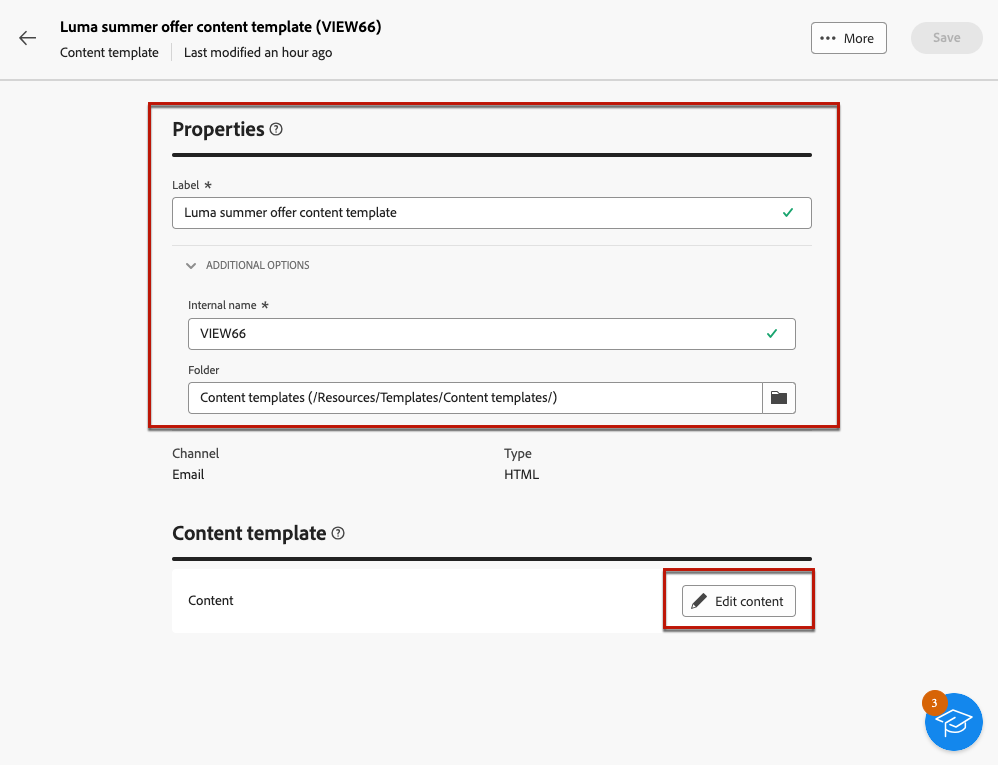 Luma summer offer content template (VIEW66)
Content template
Last modified an hour ago
More
Save
Properties
Label *
Luma summer offer content template
ADDITIONAL OPTIONS
Internal name *
VIEW66
Folder
Content templates (/Resources/Templates/Content templates/)
Channel
Type
Email
HTML
Content template
Content
Edit content
3